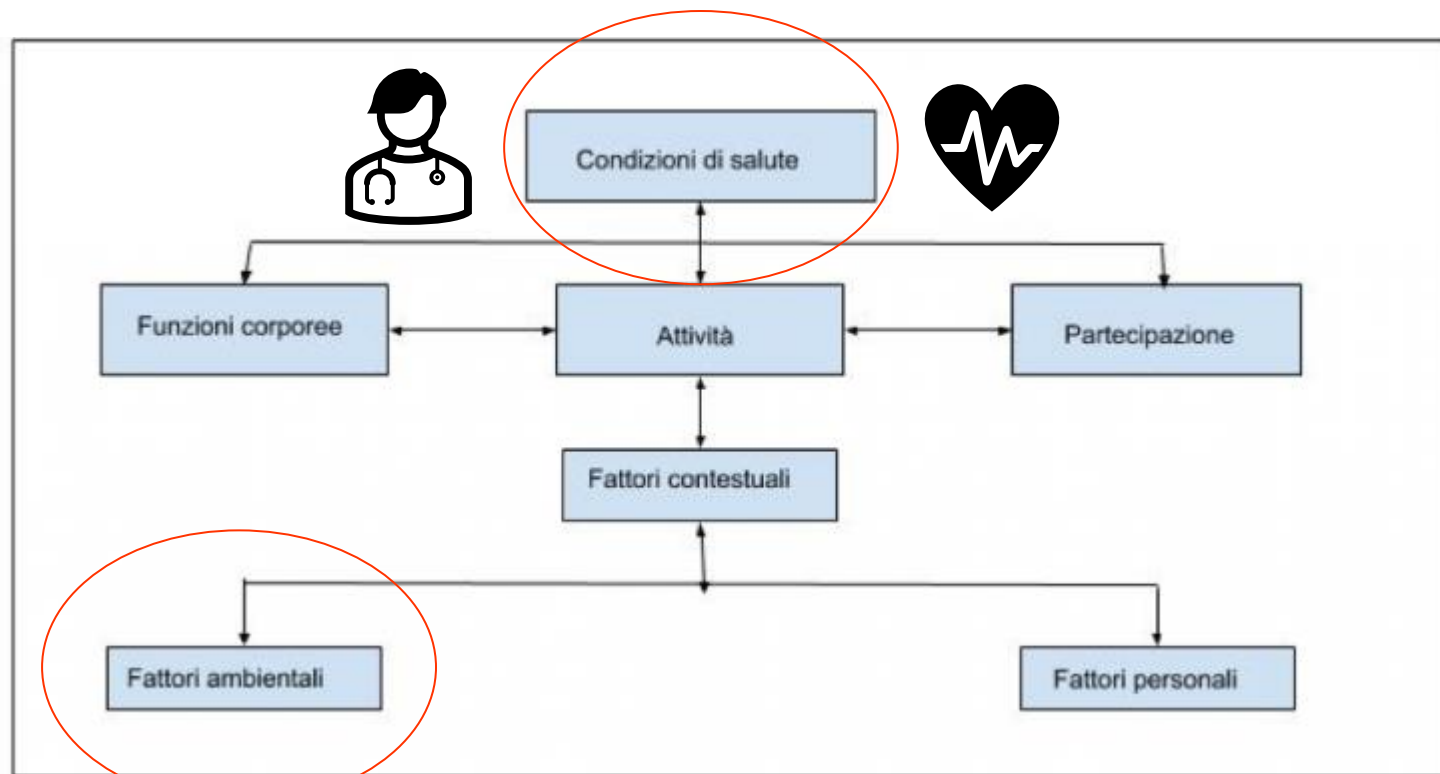 Condizioni di salute
Funzioni corporee
Attività
Partecipazione
Fattori contestuali
Fattori ambientali
Fattori personali